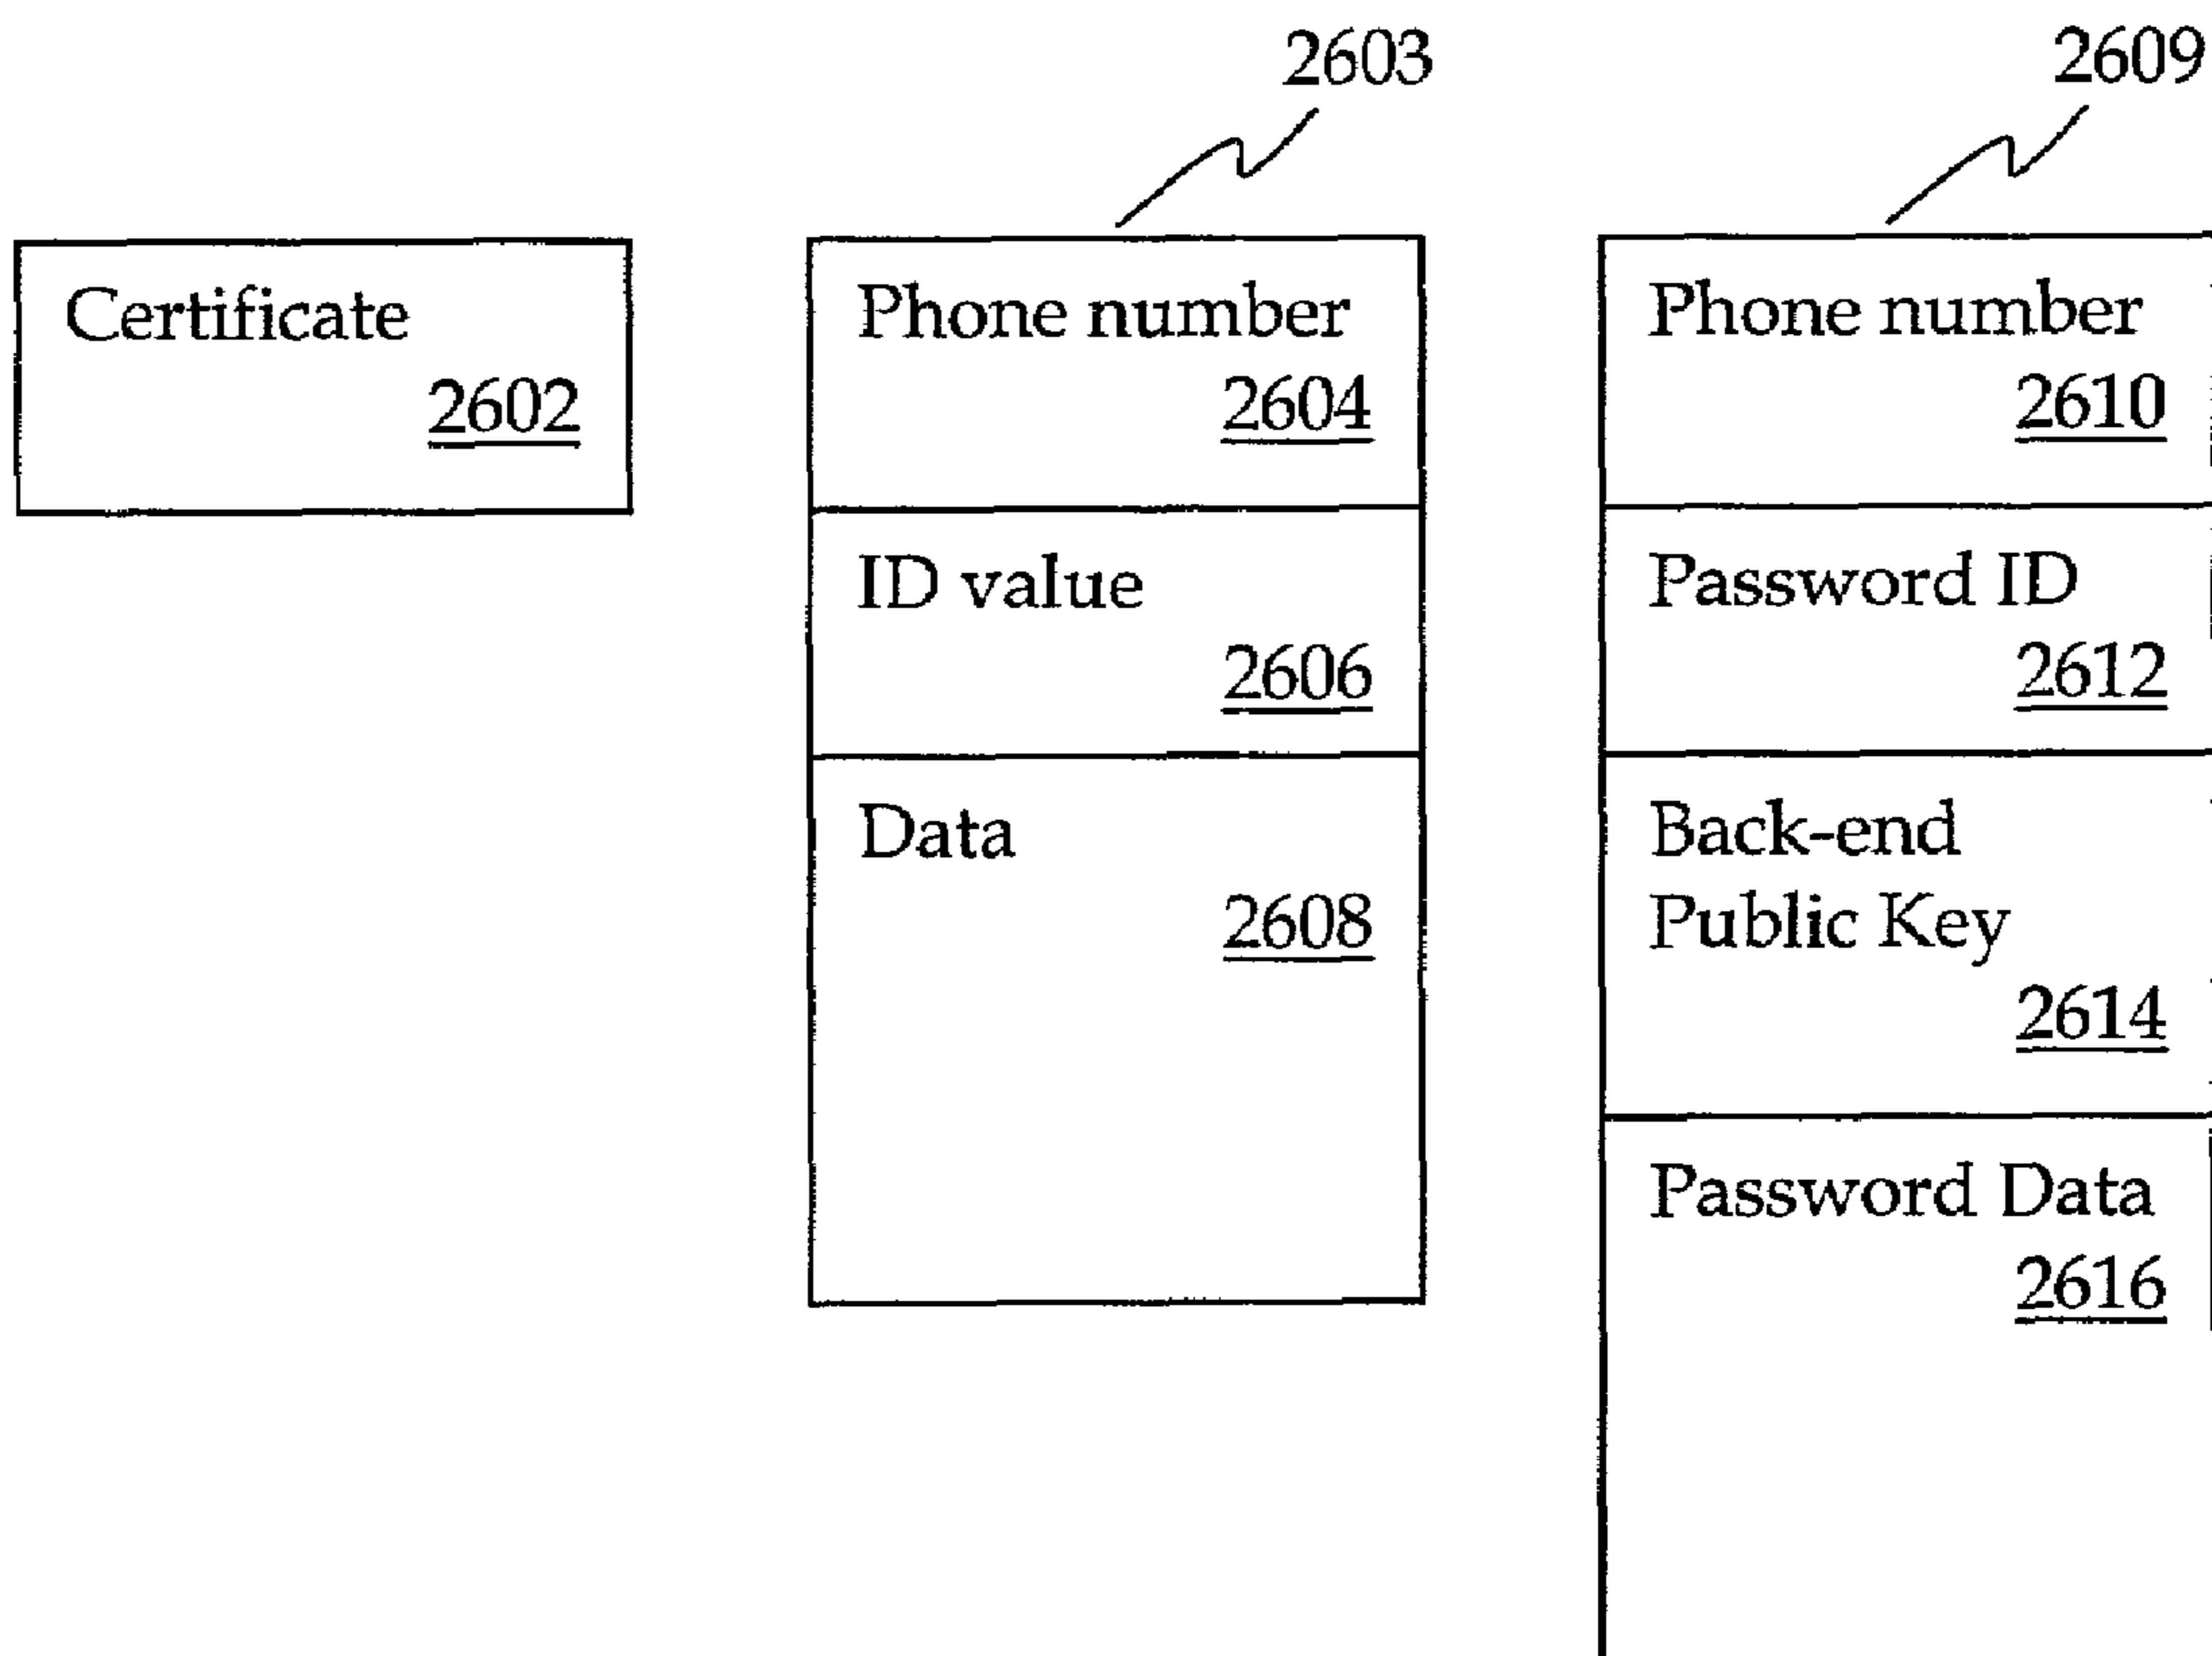 2603
2609
Certificate
2602
Phone number
2604
ID value
2606
Data
2608
Phone number
2610
Password ID
2612
Back-end
Public Key
2614
Password Data
2616